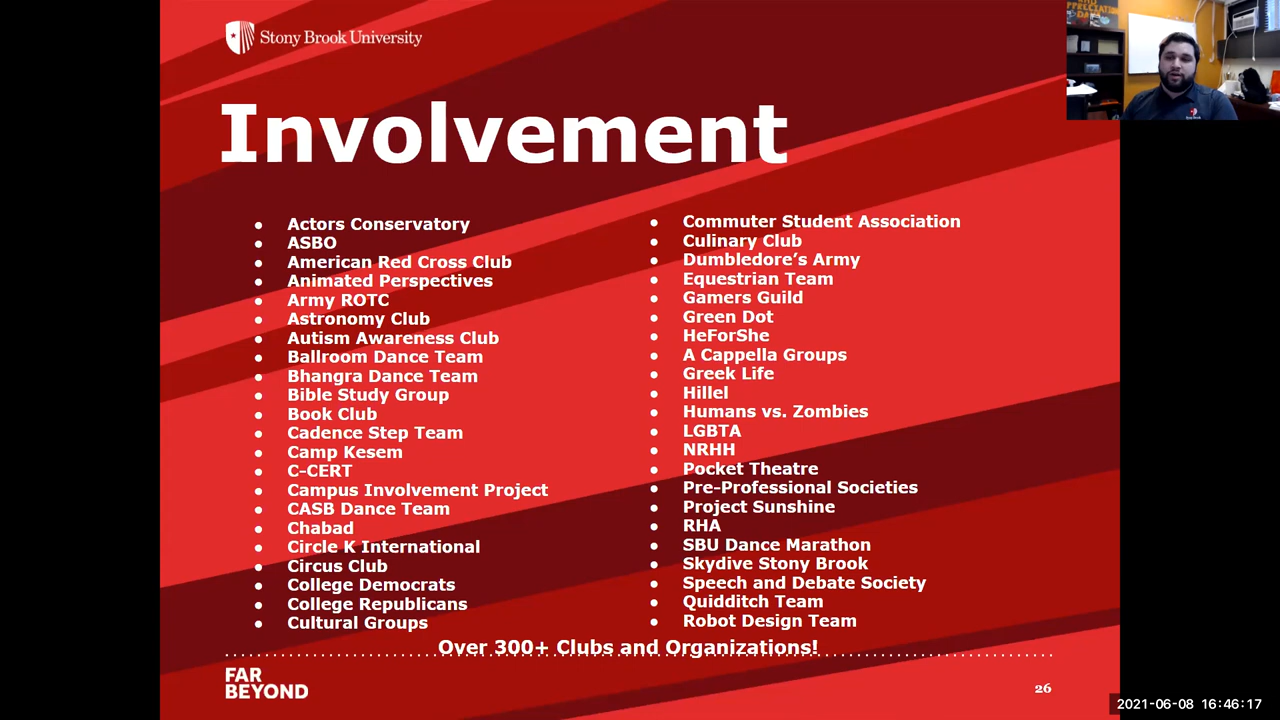 Stony Brook University
Involvement
Actors Conservatory
ASBO
American Red Cross Club
Animated Perspectives
Army ROTC
Astronomy Club
Autism Awareness Club
Ballroom Dance Team
Bhangra Dance Team
Bible Study Group
Book Club
Cadence Step Team
Camp Kesem
C-CERT
Campus Involvement Project
CASB Dance Team
Chabad
Circle K International
Circus Club
College Democrats
College Republicans
Cultural Groups
Commuter Student Association
Culinary Club
Dumbledore’s Army
Equestrian Team
Gamers Guild
Green Dot
HeForShe
A Cappella Groups
Greek Life
Hillel
Humans vs. Zombies
LGBTA
NRHH
Pocket Theatre
Pre-Professional Societies
Project Sunshine
RHA
SBU Dance Marathon
Skydive Stony Brook
Speech and Debate Society
Quidditch Team
Robot Design Team
Over 300+ Clubs and Organizations!
FAR
BEYOND
26
2021-06-08 16:46:17